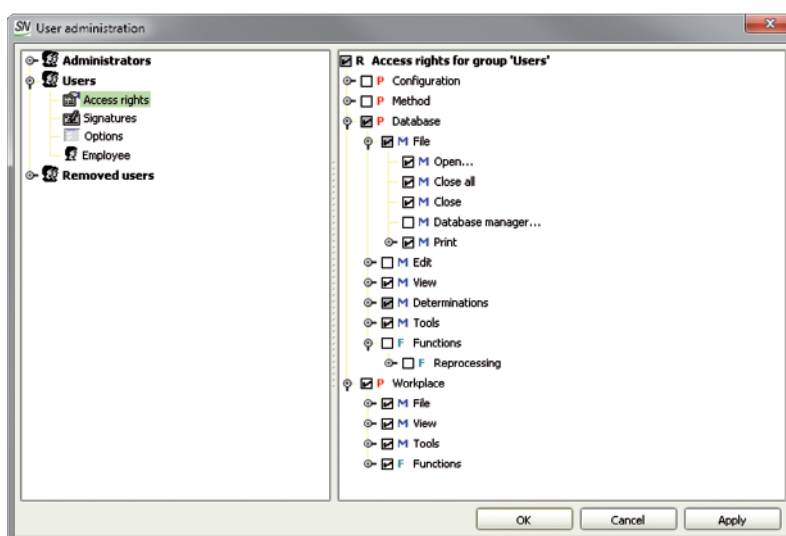 SN User administration
Administrators
Users
Access rights
Signatures
Options
Employee
Removed users
R Access rights for group 'Users'
P Configuration
P Method
P Database
M File
M Open...
M Close all
M Close
M Database manager...
M Print
M Edit
M View
M Determinations
M Tools
F Functions
F Reprocessing
P Workplace
M File
M View
M Tools
F Functions
OK Cancel Apply